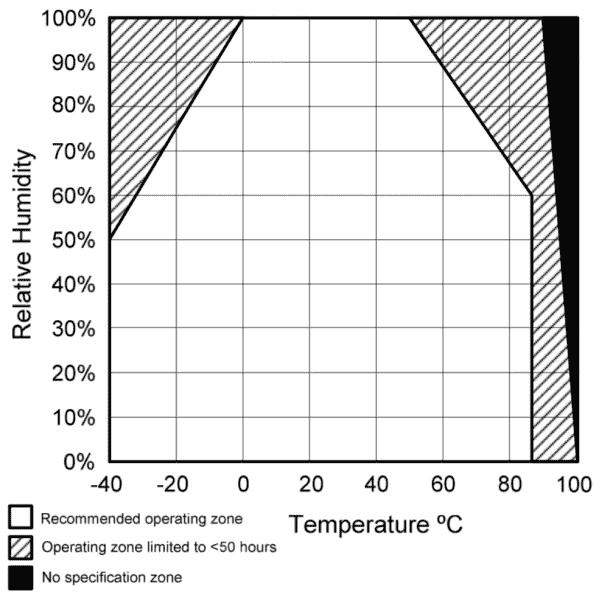 100%
90%
80%
70%
60%
50%
40%
30%
20%
10%
0%
Relative Humidity
-40 -20 0 20 40 60 80 100
Temperature ºC
Recommended operating zone
Operating zone limited to <50 hours
No specification zone